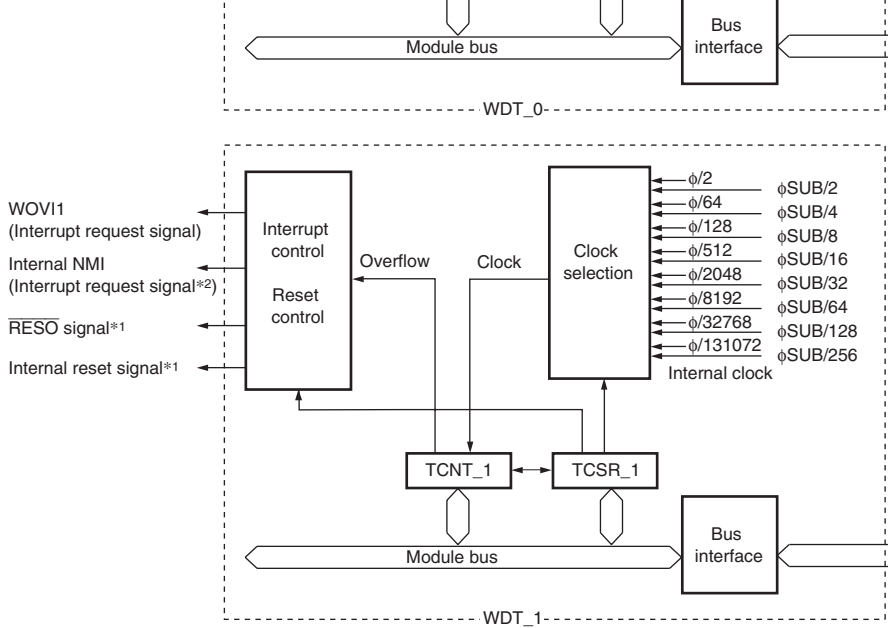 Bus
interface
Module bus
WDT_0
WOVI1
(Interrupt request signal)
Internal NMI
(Interrupt request signal*2)
RESO signal*1
Internal reset signal*1
Interrupt
control
Reset
control
Overflow
Clock
Clock
selection
φ/2
φ/64
φ/128
φ/512
φ/2048
φ/8192
φ/32768
φ/131072
φSUB/2
φSUB/4
φSUB/8
φSUB/16
φSUB/32
φSUB/64
φSUB/128
φSUB/256
Internal clock
TCNT_1
TCSR_1
Module bus
Bus
interface
WDT_1